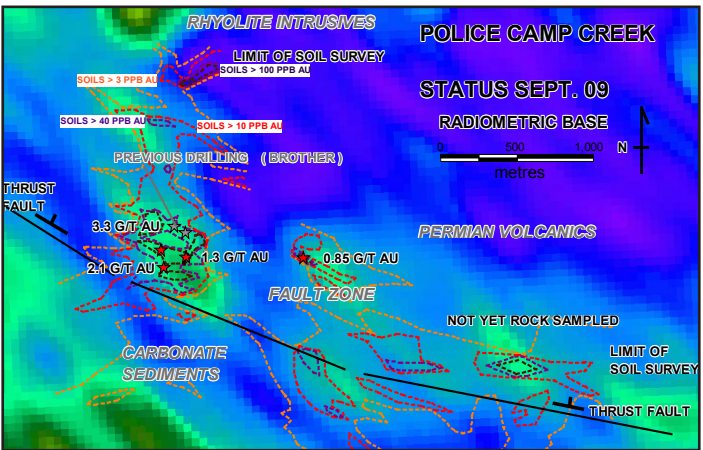 RHYOLITE INTRUSIVES
POLICE CAMP CREEK
LIMIT OF SOIL SURVEY
SOILS > 100 PPB AU
SOILS > 3 PPB AU
STATUS SEPT. 09
SOILS > 40 PPB AU
SOILS > 10 PPB AU
RADIOMETRIC BASE
0 500 1,000
N
metres
PREVIOUS DRILLING ( BROTHER )
THRUST
FAULT
3.3 G/T AU
PERMIAN VOLCANICS
1.3 G/T AU
0.85 G/T AU
2.1 G/T AU
FAULT ZONE
NOT YET ROCK SAMPLED
CARBONATE
SEDIMENTS
LIMIT OF
SOIL SURVEY
THRUST FAULT